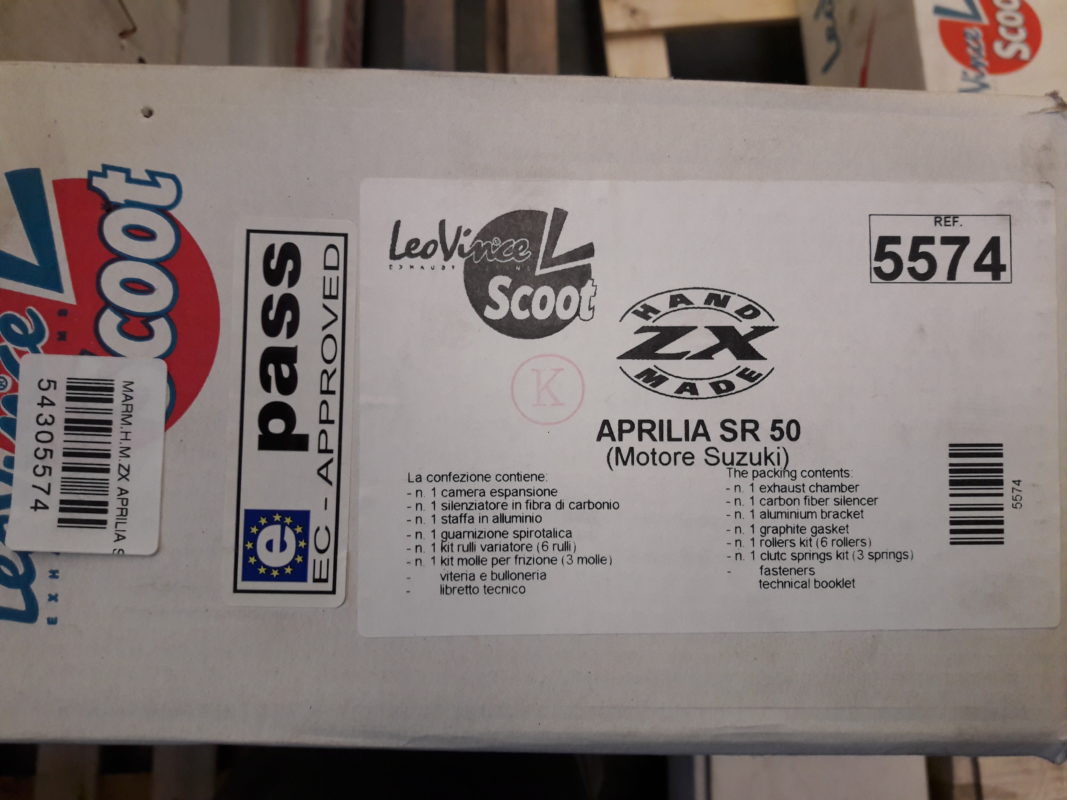 Vince
Scoot
LeoVince
Scoot
MARM.H.M.ZX APRILIA S
54305574
pass
e
EC - APPROVED
LeoVince
Scoot
HAND
ZX
MADE
REF.
5574
K
APRILIA SR 50
(Motore Suzuki)
La confezione contiene:
- n. 1 camera espansione
- n. 1 silenziatore in fibra di carbonio
- n. 1 staffa in alluminio
- n. 1 guarnizione spirotalica
- n. 1 kit rulli variatore (6 rulli)
- n. 1 kit molle per frizione (3 molle)
- viteria e bulloneria
- libretto tecnico
The packing contents:
- n. 1 exhaust chamber
- n. 1 carbon fiber silencer
- n. 1 aluminium bracket
- n. 1 graphite gasket
- n. 1 rollers kit (6 rollers)
- n. 1 clutc springs kit (3 springs)
- fasteners
technical booklet
5574